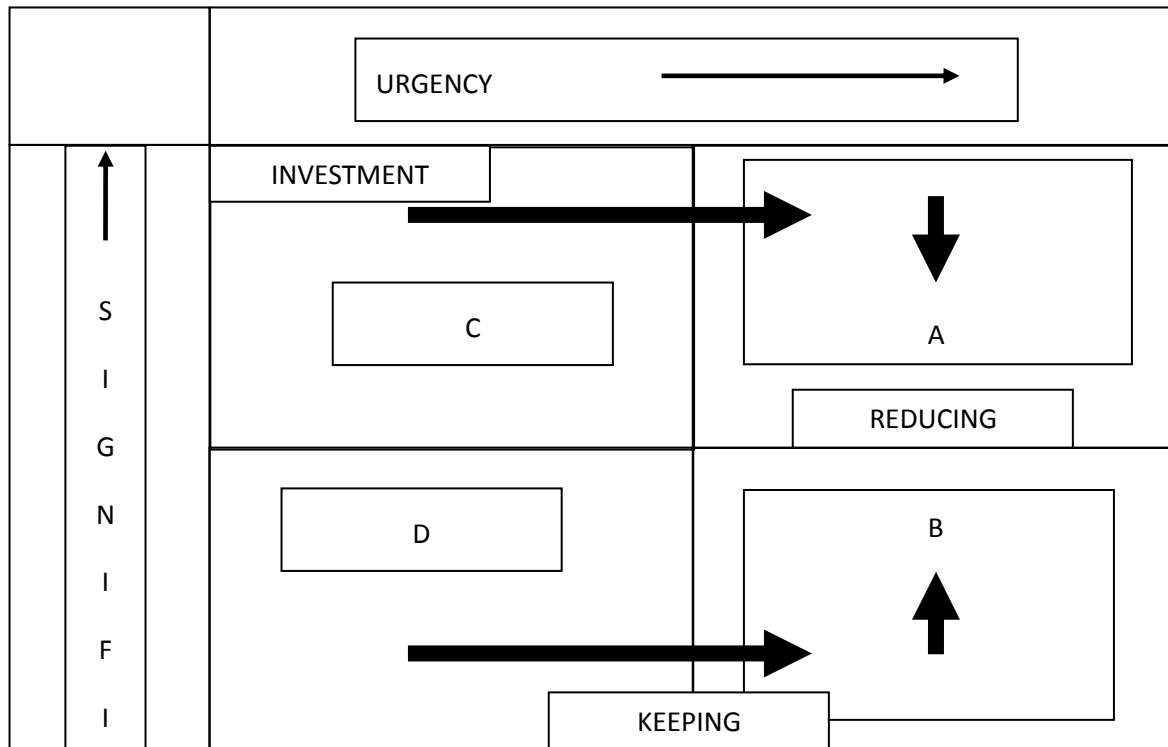 URGENCY
INVESTMENT
C
A
REDUCING
D
B
KEEPING
S
I
G
N
I
F
I